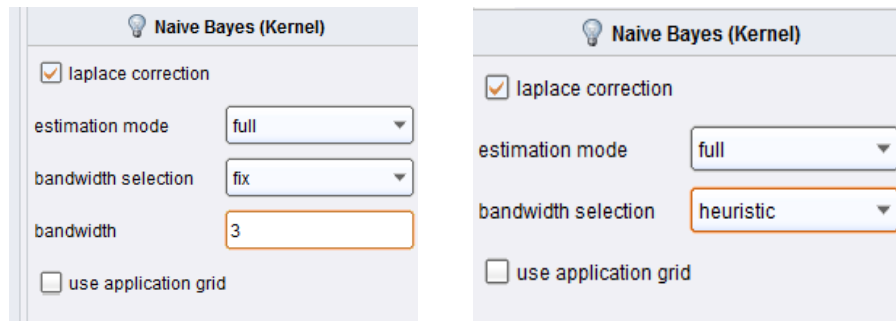 Naive Bayes (Kernel)
laplace correction
estimation mode full
bandwidth selection fix
bandwidth 3
use application grid
Naive Bayes (Kernel)
laplace correction
estimation mode full
bandwidth selection heuristic
use application grid